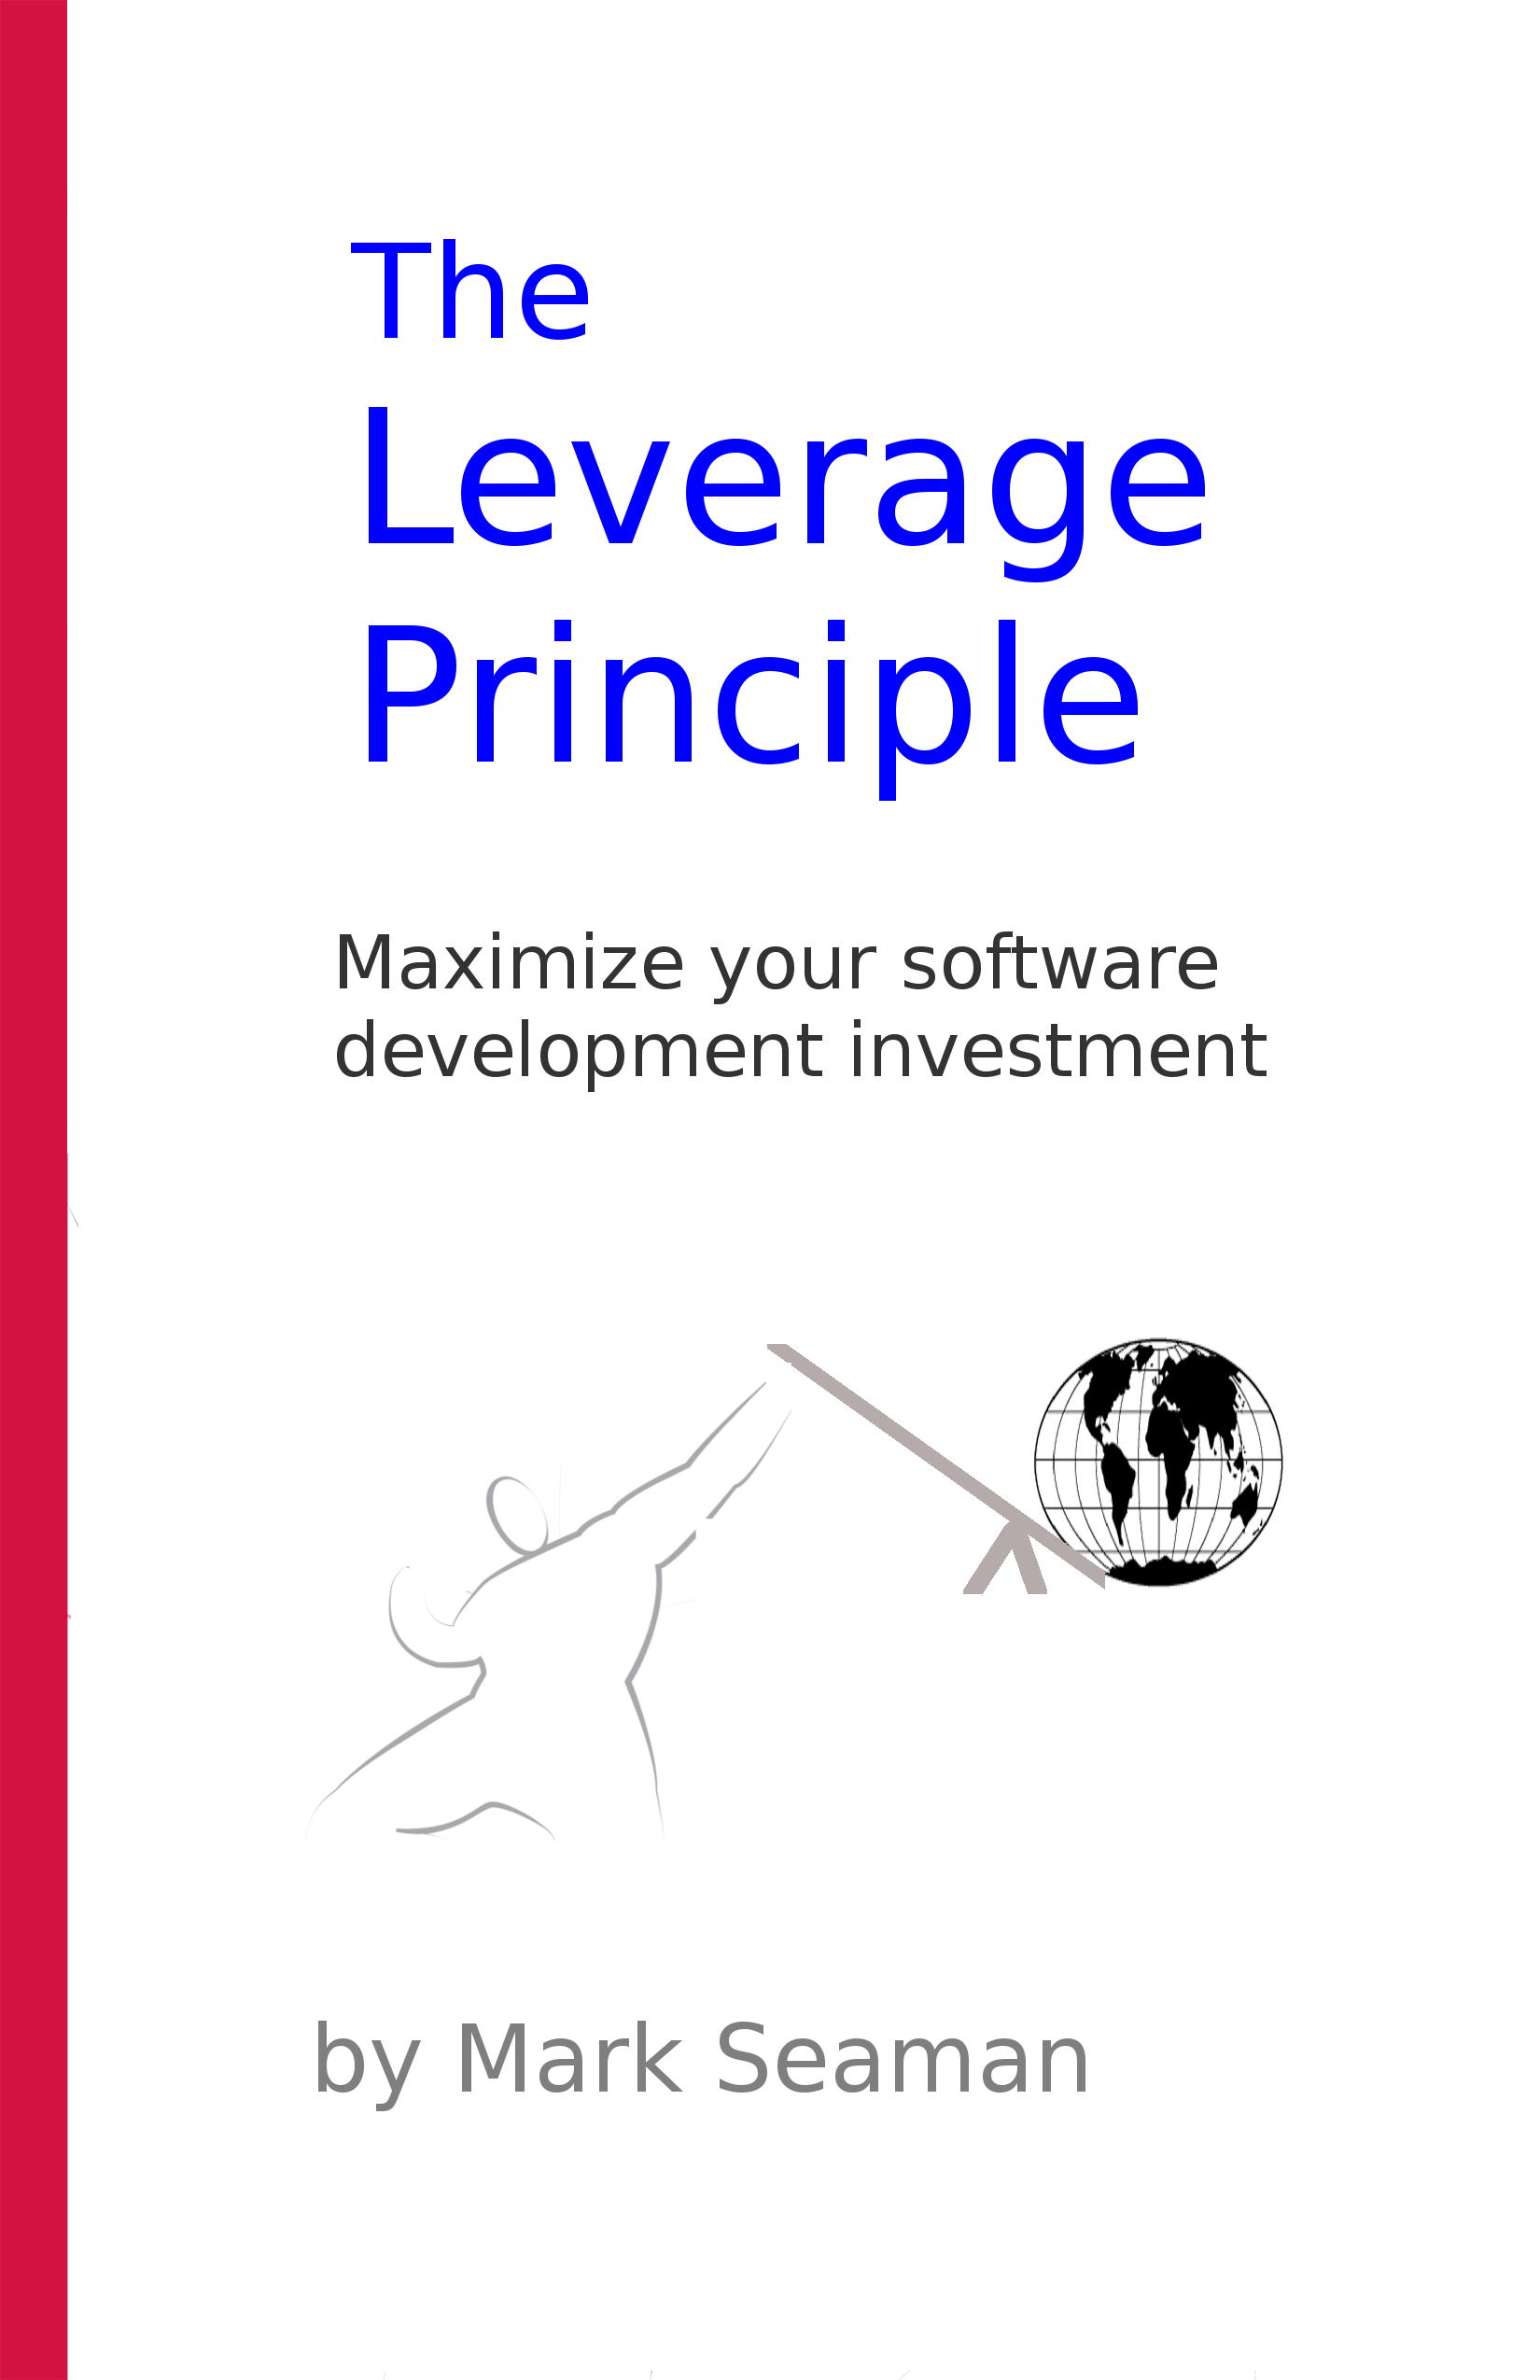 The
Leverage
Principle
Maximize your software
development investment
by Mark Seaman